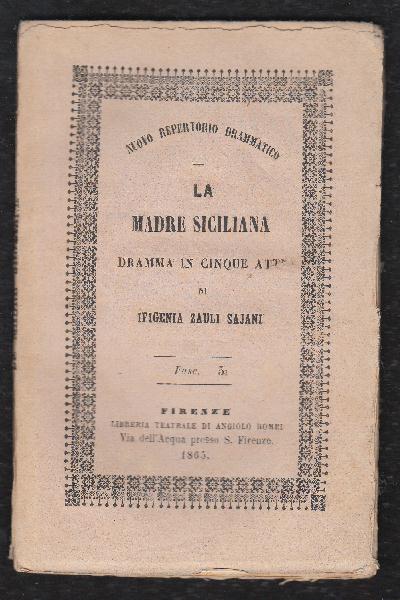 NUOVO REPERTORIO DRAMMATICO
LA
MADRE SICILIANA
DRAMMA IN CINQUE ATTI
DI
IFIGENIA ZAULI SAJANI
Fasc.
FIRENZE
LIBRERIA TEATRALE DI ANGIOLO ROMEI
Via dell'Acqua presso S. Firenze.
1865.